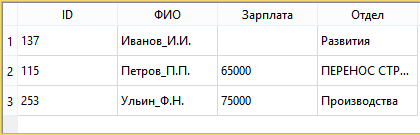 ID ФИО Зарплата Отдел
1 137 Иванов_И.И. Развития
2 115 Петров_П.П. 65000 ПЕРЕНОС СТР...
3 253 Ульин_Ф.Н. 75000 Производства